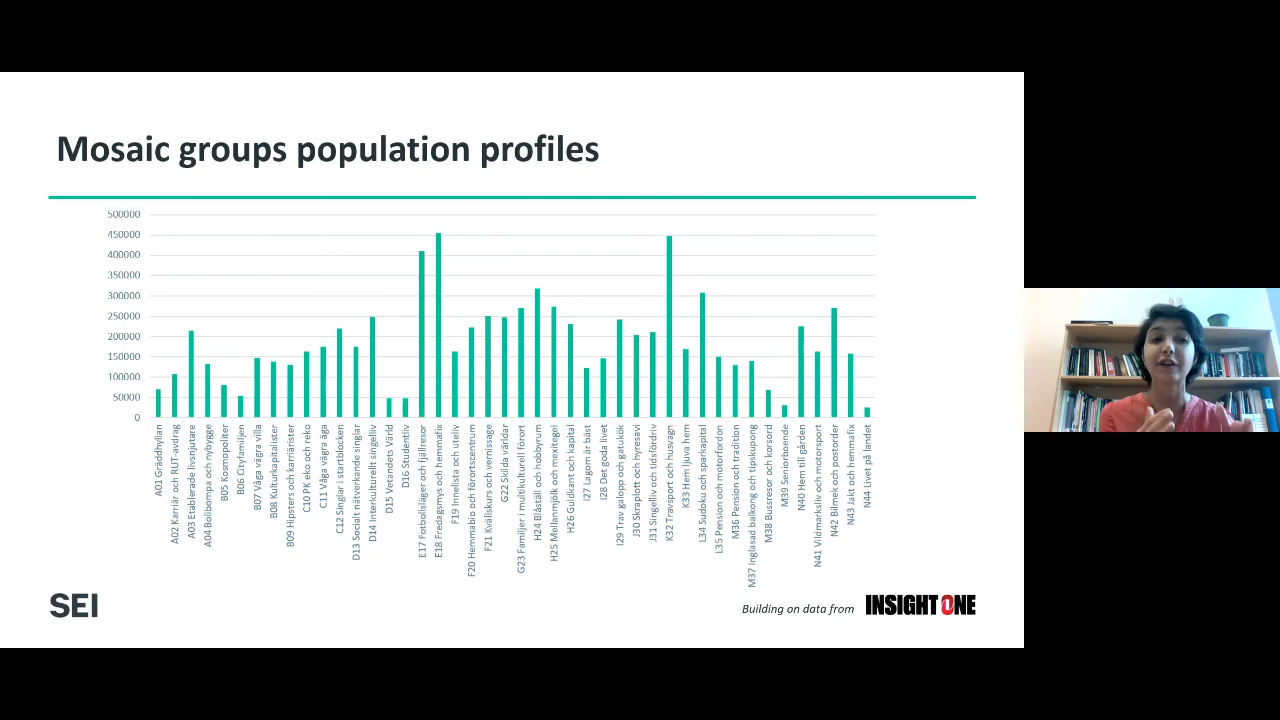 Mosaic groups population profiles
500000
450000
400000
350000
300000
250000
200000
150000
100000
50000
0
A01 Gräddhyllan
A02 Karriär och RUT-avdrag
A03 Etablerade livsnjutare
A04 Bolibompa och nybygge
B05 Kosmopoliter
B06 Cityfamiljen
B07 Våga vägra villa
B08 Kulturkapitalister
B09 Hipsters och karriärister
C10 PK ekko och reko
C11 Våga vägra äga
C12 Singlar i startblocken
D13 Socialt nätverkande singlar
D14 Interkulturellt singelliv
D15 Vetandets Värld
D16 Studentliv
E17 Fotbollsläger och fjällresor
E18 Fredagsmys och hemmafix
F19 Innelista och uteliv
F20 Hemmabio och förortscentrum
F21 Kvällskurs och vernissage
G22 Skilda världar
G23 Familjer i multikulturell förort
H24 Blåställ och hobbyrum
H25 Mellanmjölk och mexitegel
H26 Guldkant och kapital
I27 Lagom är bäst
I28 Det goda livet
I29 Trav galopp och gatukök
J30 Skraplott och hyresavi
J31 Singelliv och tidsfördriv
K32 Travsport och husvagn
K33 Hem ljuva hem
L34 Sudoku och sparkapital
L35 Pension och motorfordon
M36 Pension och tradition
M37 Inglasad balkong och tipskupong
M38 Bussresor och korsord
M39 Seniorboende
N40 Hem till gården
N41 Vildmarksliv och motorsport
N42 Bilmek och postorder
N43 Jakt och hemmafix
N44 Livet på landet
SEI
Building on data from
INSIGHT ONE